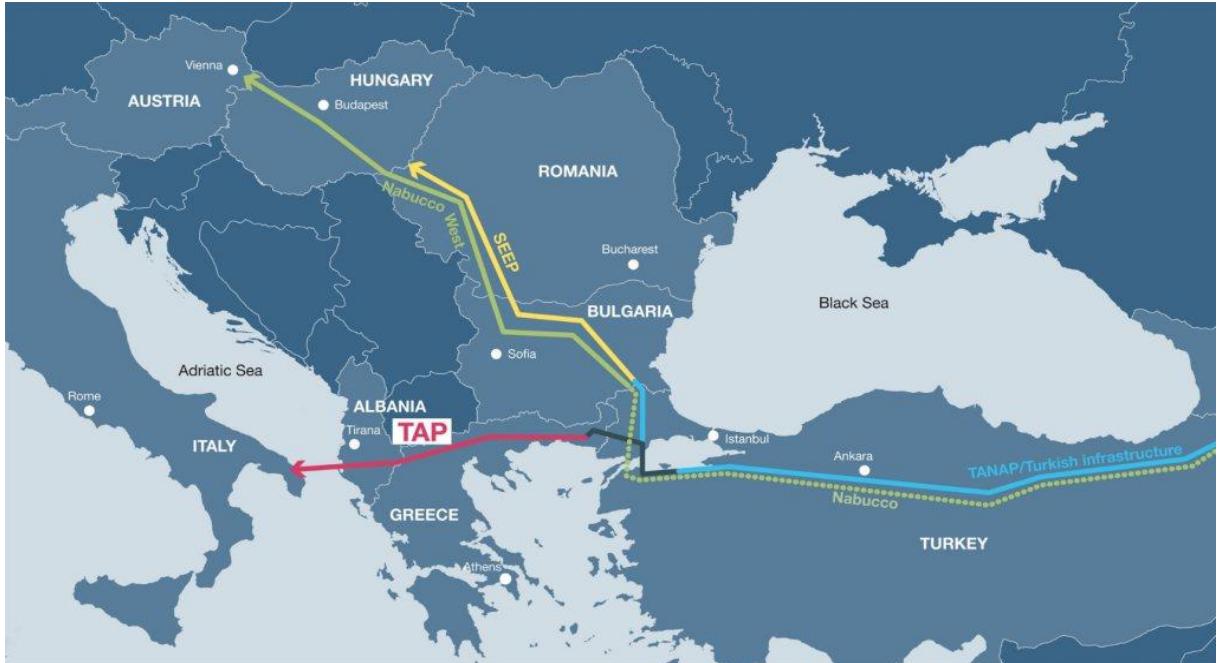 Vienna
HUNGARY
AUSTRIA
Budapest
ROMANIA
Nabucco West
SEEP
Bucharest
BULGARIA
Black Sea
Sofia
Adriatic Sea
Rome
ALBANIA
TAP
Tirana
ITALY
Istanbul
Ankara
TANAP/Turkish infrastructure
Nabucco
GREECE
TURKEY
Athens